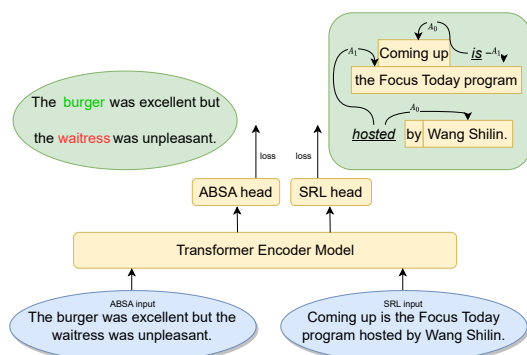 A₀
Coming up
A₁
is
A₁
the Focus Today program
The burger was excellent but
the waitress was unpleasant.
A₀
hosted
by Wang Shilin.
loss
loss
ABSA head
SRL head
Transformer Encoder Model
ABSA input
The burger was excellent but the
waitress was unpleasant.
SRL input
Coming up is the Focus Today
program hosted by Wang Shilin.